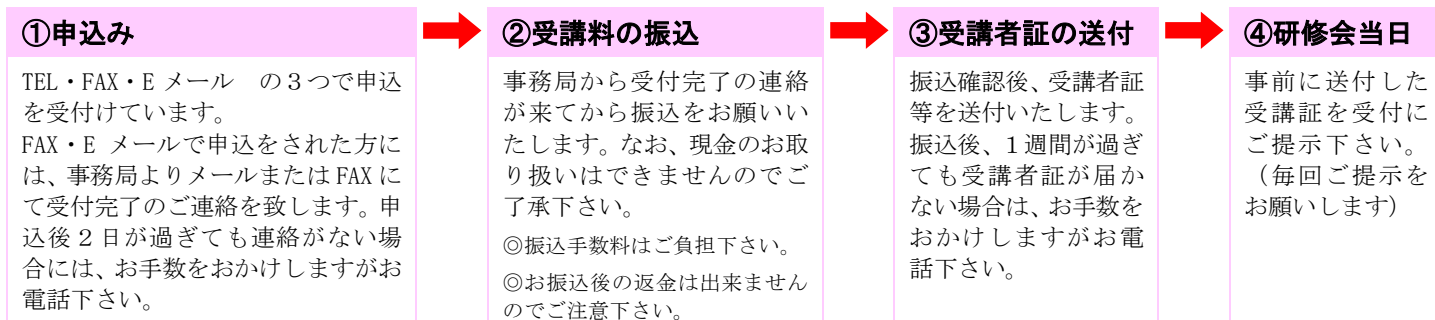 ①申込み
TEL・FAX・E メール　の３つで申込
を受付けています。
FAX・E メールで申込をされた方に
は、事務局よりメールまたは FAX に
て受付完了のご連絡を致します。申
込後２日が過ぎても連絡がない場
合には、お手数をおかけしますがお
電話下さい。
②受講料の振込
事務局から受付完了の連絡
が来てから振込をお願いい
たします。なお、現金のお取
り扱いはできませんのでご
了承下さい。
◎振込手数料はご負担下さい。
◎お振込後の返金は出来ません
のでご注意下さい。
③受講者証の送付
振込確認後、受講者証
等を送付いたします。
振込後、１週間が過ぎ
ても受講者証が届か
ない場合は、お手数を
おかけしますがお電
話下さい。
④研修会当日
事前に送付した
受講証を受付に
ご提示下さい。
（毎回ご提示を
お願いします）